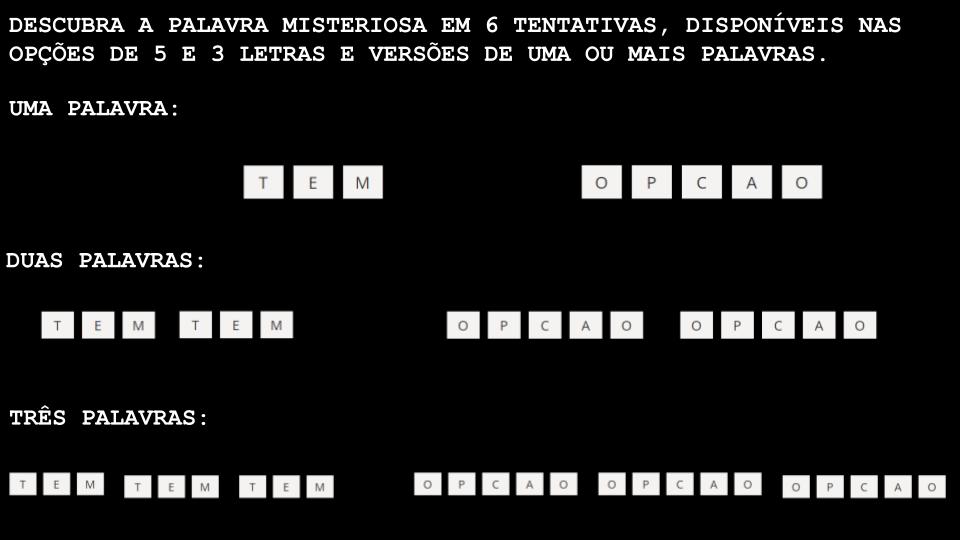 DESCUBRA A PALAVRA MISTERIOSA EM 6 TENTATIVAS, DISPONÍVEIS NAS
OPÇÕES DE 5 E 3 LETRAS E VERSÕES DE UMA OU MAIS PALAVRAS.
UMA PALAVRA:
T E M O P C A O
DUAS PALAVRAS:
T E M T E M O P C A O O P C A O
TRÊS PALAVRAS:
T E M T E M T E M O P C A O O P C A O O P C A O